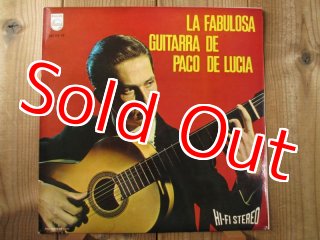 LA FABULOSA
GUITARRA DE
PACO DE LUCIA
Sold Out
HI-FI STEREO